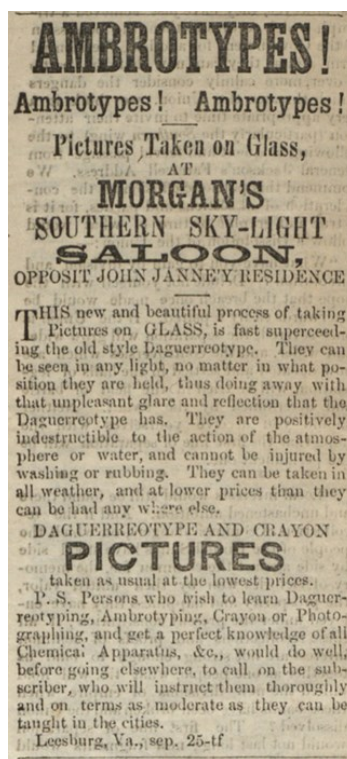 AMBROTYPES!
Ambrotypes! Ambrotypes!
Pictures Taken on Glass,
AT
MORGAN'S
SOUTHERN SKY-LIGHT
SALOON,
OPPOSIT JOHN JANNEY RESIDENCE
THIS new and beautiful process of taking
Pictures on GLASS, is fast superceed-
ing the old style Daguerreotype. They can
be seen in any light, no matter in what po-
sition they are held, thus doing away with
that unpleasant glare and reflection that the
Daguerreotype has. They are positively
indestructible to the action of the atmos-
phere or water, and cannot be injured by
washing or rubbing. They can be taken in
all weather, and at lower prices than they
can be had any where else.
DAGUERREOTYPE AND CRAYON
PICTURES
taken as usual at the lowest prices.
P. S. Persons who wish to learn Daguer-
reotyping, Ambrotyping, Crayon or Photo-
graphing, and get a perfect knowledge of all
Chemical Apparatus, &c., would do well,
before going elsewhere, to call on the sub-
scriber, who will instruct them thoroughly
and on terms as moderate as they can be
taught in the cities.
Leesburg, Va., sep. 25-tf